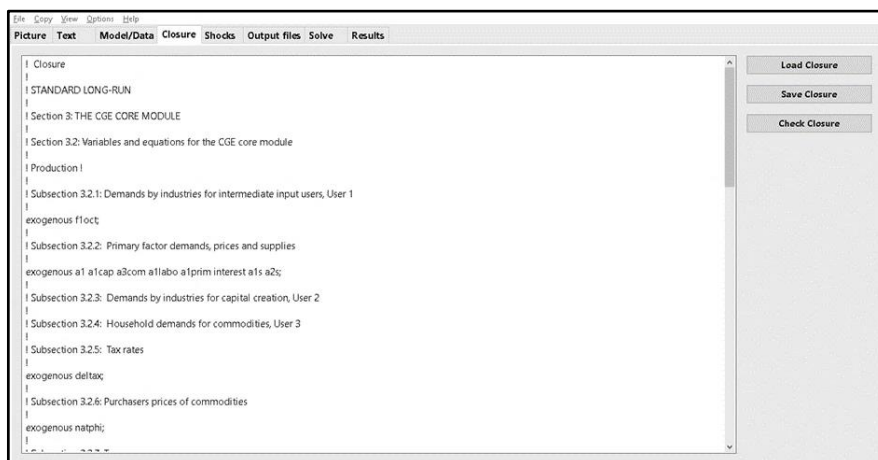 File Copy View Options Help
Picture Text Model/Data Closure Shocks Output files Solve Results
! Closure
!
! STANDARD LONG-RUN
!
! Section 3: THE CGE CORE MODULE
!
! Section 3.2: Variables and equations for the CGE core module
!
! Production !
!
! Subsection 3.2.1: Demands by industries for intermediate input users, User 1
!
exogenous f1oct;
!
! Subsection 3.2.2: Primary factor demands, prices and supplies
!
exogenous a1 a1cap a3com a1labo a1prim interest a1s a2s;
!
! Subsection 3.2.3: Demands by industries for capital creation, User 2
!
! Subsection 3.2.4: Household demands for commodities, User 3
!
! Subsection 3.2.5: Tax rates
!
exogenous deltax;
!
! Subsection 3.2.6: Purchasers prices of commodities
!
exogenous natphi;
!
Load Closure
Save Closure
Check Closure